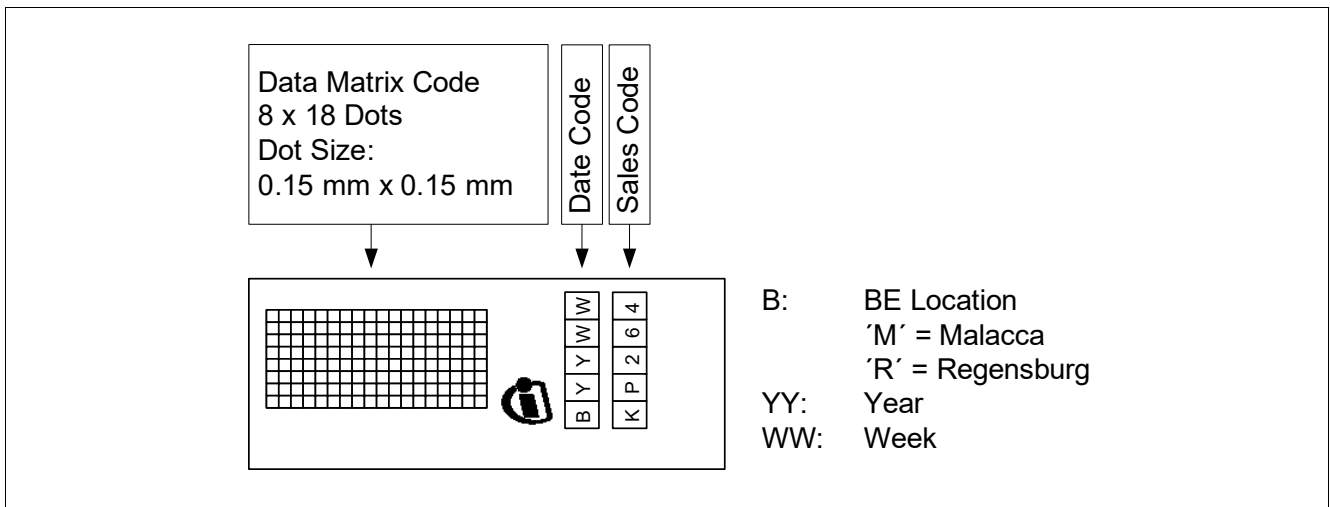 Data Matrix Code
8 x 18 Dots
Dot Size:
0.15 mm x 0.15 mm
Date Code
Sales Code
BYYWW
KP264
B: BE Location
´M´ = Malacca
´R´ = Regensburg
YY: Year
WW: Week